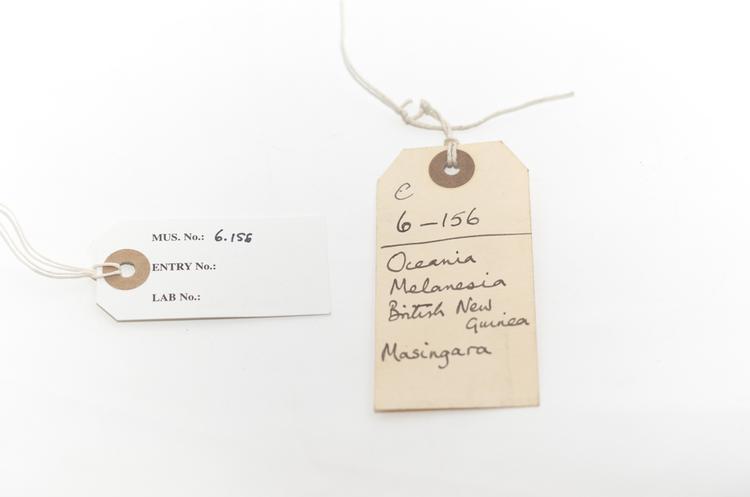 MUS. No.: 6.156
ENTRY No.:
LAB No.:
C
6-156
Oceania
Melanesia
British New
Guinea
Masingara